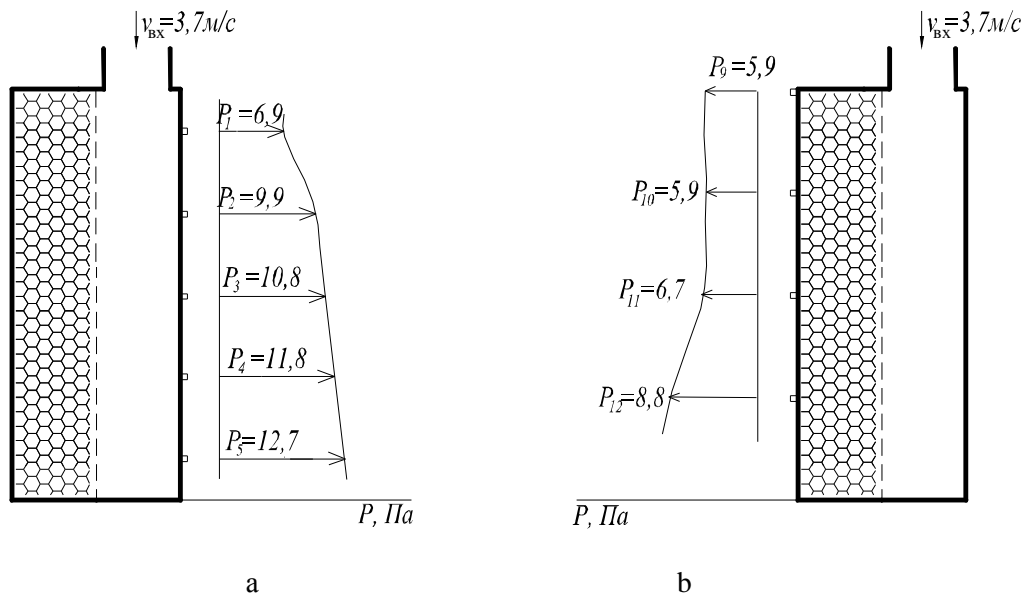 vвх=3,7м/с
P1=6,9
P2=9,9
P3=10,8
P4=11,8
P5=12,7
P, Па
a
vвх=3,7м/с
P9=5,9
P10=5,9
P11=6,7
P12=8,8
P, Па
b